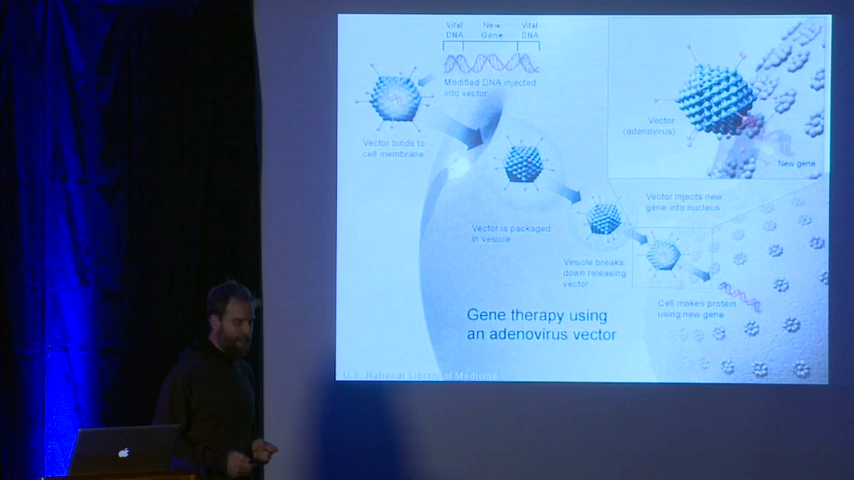 Viral
DNA
New
Gene
Viral
DNA
Modified DNA injected
into vector
Vector binds to
cell membrane
Vector
(adenovirus)
New gene
Vector injects new
gene into nucleus
Vector is packaged
in vesicle
Vesicle breaks
down releasing
vector
Cell makes protein
using new gene
Gene therapy using
an adenovirus vector
U.S. National Library of Medicine